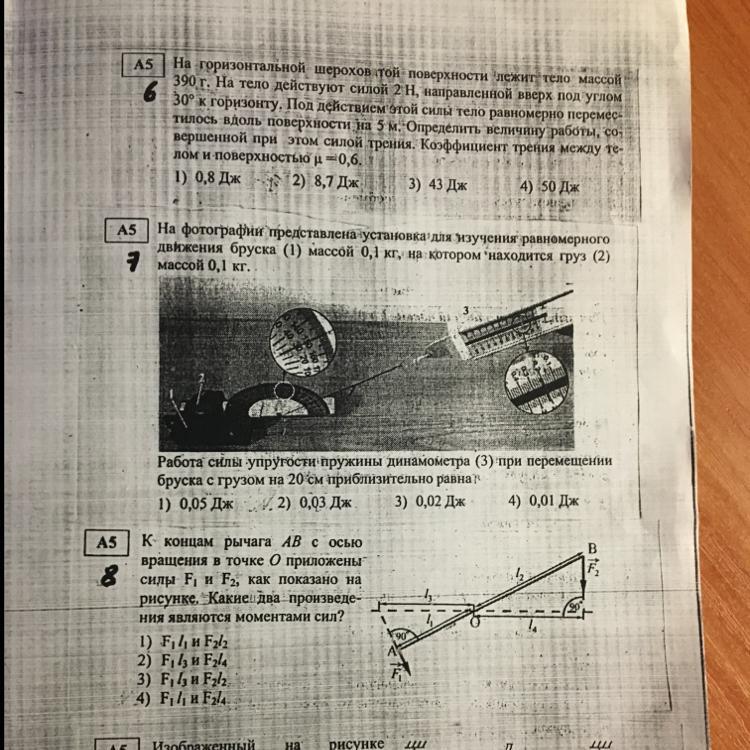 А5 На горизонтальной шероховатой поверхности лежит тело массой
6 390 г. На тело действуют силой 2 Н, направленной вверх под углом
30° к горизонту. Под действием этой силы тело равномерно перемес-
тилось вдоль поверхности на 5 м. Определить величину работы, со-
вершенной при этом силой трения. Коэффициент трения между те-
лом и поверхностью μ = 0,6.
1) 0,8 Дж 2) 8,7 Дж 3) 43 Дж 4) 50 Дж
А5 На фотографии представлена установка для изучения равномерного
7 движения бруска (1) массой 0,1 кг, на котором находится груз (2)
массой 0,1 кг.
3
2
1
Работа силы упругости пружины динамометра (3) при перемещении
бруска с грузом на 20 см приблизительно равна
1) 0,05 Дж 2) 0,03 Дж 3) 0,02 Дж 4) 0,01 Дж
А5 К концам рычага AB с осью
8 вращения в точке O приложены
силы F₁ и F₂, как показано на
рисунке. Какие два произведе-
ния являются моментами сил?
1) F₁l₁ и F₂l₂
2) F₁l₃ и F₂l₄
3) F₁l₃ и F₂l₂
4) F₁l₁ и F₂l₄
B
F₂
l₂
l₃
l₁
O
l₄
90°
90°
A
F₁
А5 Изображенный на рисунке